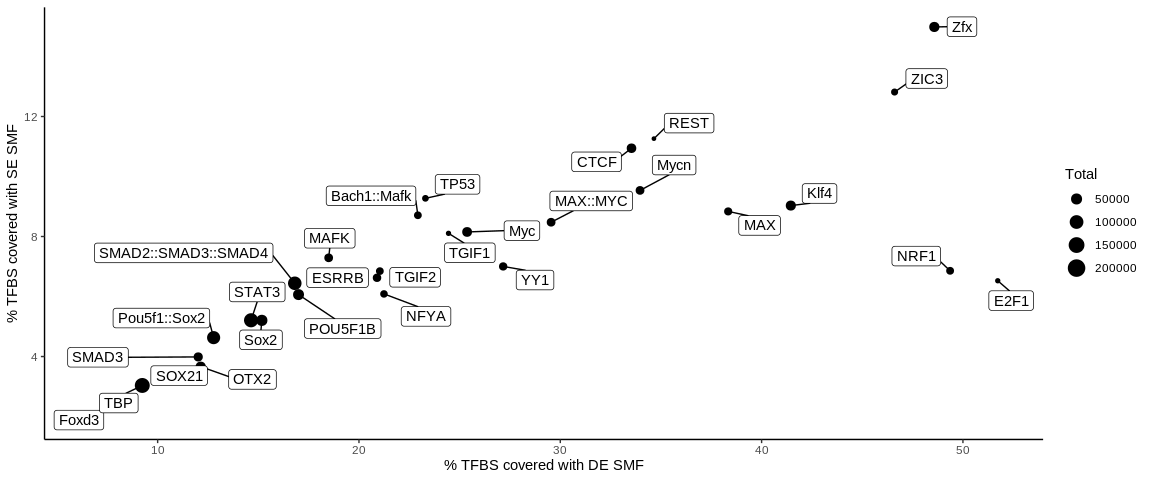 Zfx
ZIC3
12
REST
CTCF
Mycn
TP53
Klf4
Bach1::Mafk
MAX::MYC
MAX
8
Myc
MAFK
SMAD2::SMAD3::SMAD4
TGIF1
NRF1
ESRRB
TGIF2
YY1
STAT3
E2F1
Pou5f1::Sox2
NFYA
POU5F1B
Sox2
4
SMAD3
SOX21
OTX2
TBP
Foxd3
10
20
30
40
50
% TFBS covered with DE SMF
% TFBS covered with SE SMF
Total
50000
100000
150000
200000